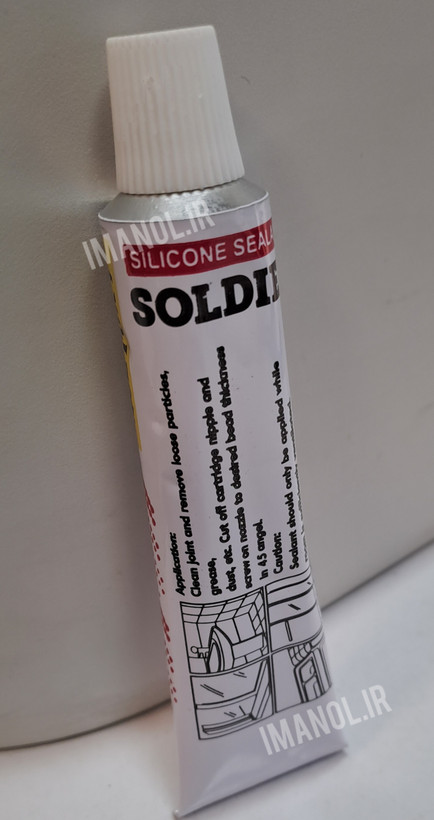 IMANOL.IR
SILICONE SEAL
SOLDIE
Application:
Clean joint and remove loose particles,
grease,
dust, etc. Cut off cartridge nipple and
screw on nozzle to desired bead thickness
in 45 angel.
Caution:
Sealant should only be applied while
IMANOL.IR